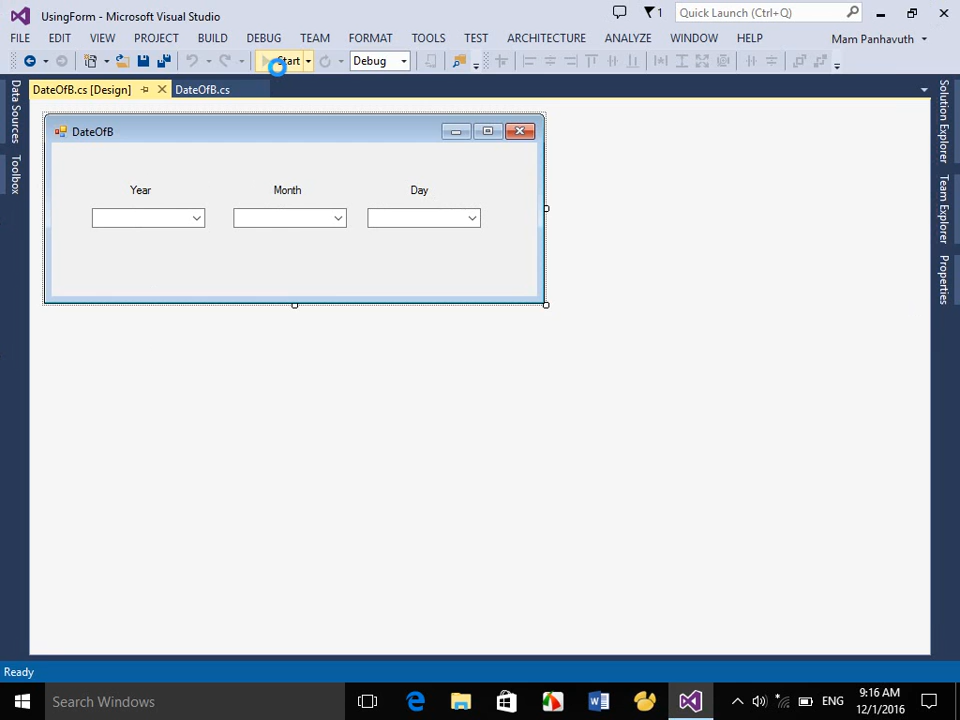 UsingForm - Microsoft Visual Studio
1
Quick Launch (Ctrl+Q)
FILE EDIT VIEW PROJECT BUILD DEBUG TEAM FORMAT TOOLS TEST ARCHITECTURE ANALYZE WINDOW HELP Mam Panhavuth
Start Debug
DateOfB.cs [Design] DateOfB.cs
Data Sources
Toolbox
DateOfB
Year Month Day
Solution Explorer
Team Explorer
Properties
Ready
Search Windows
ENG
9:16 AM
12/1/2016